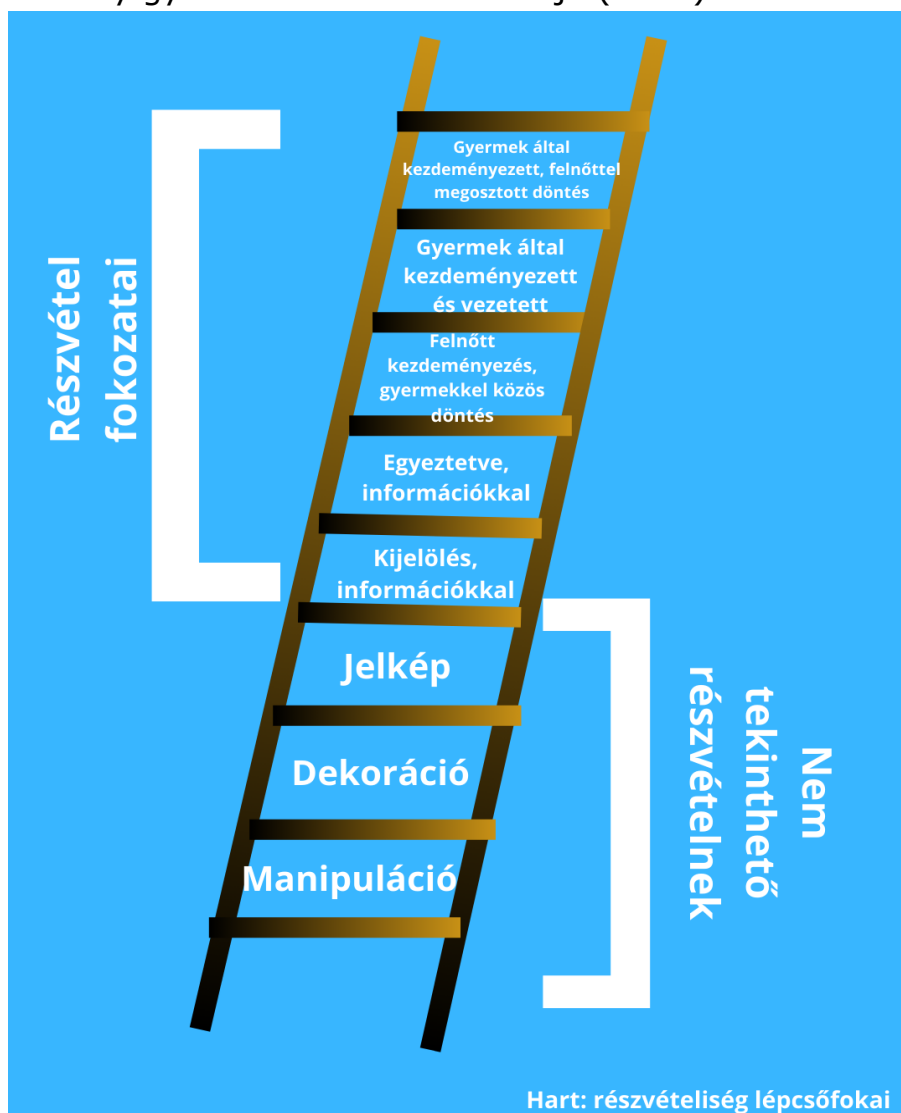 Részvétel
fokozatai
Gyermek által
kezdeményezett, felnőttel
megosztott döntés
Gyermek által
kezdeményezett
és vezetett
Felnőtt
kezdeményezés,
gyermekkel közös
döntés
Egyeztetve,
információkkal
Kijelölés,
információkkal
Jelkép
Dekoráció
Manipuláció
Nem
tekinthető
részvételnek
Hart: részvételiség lépcsőfokai